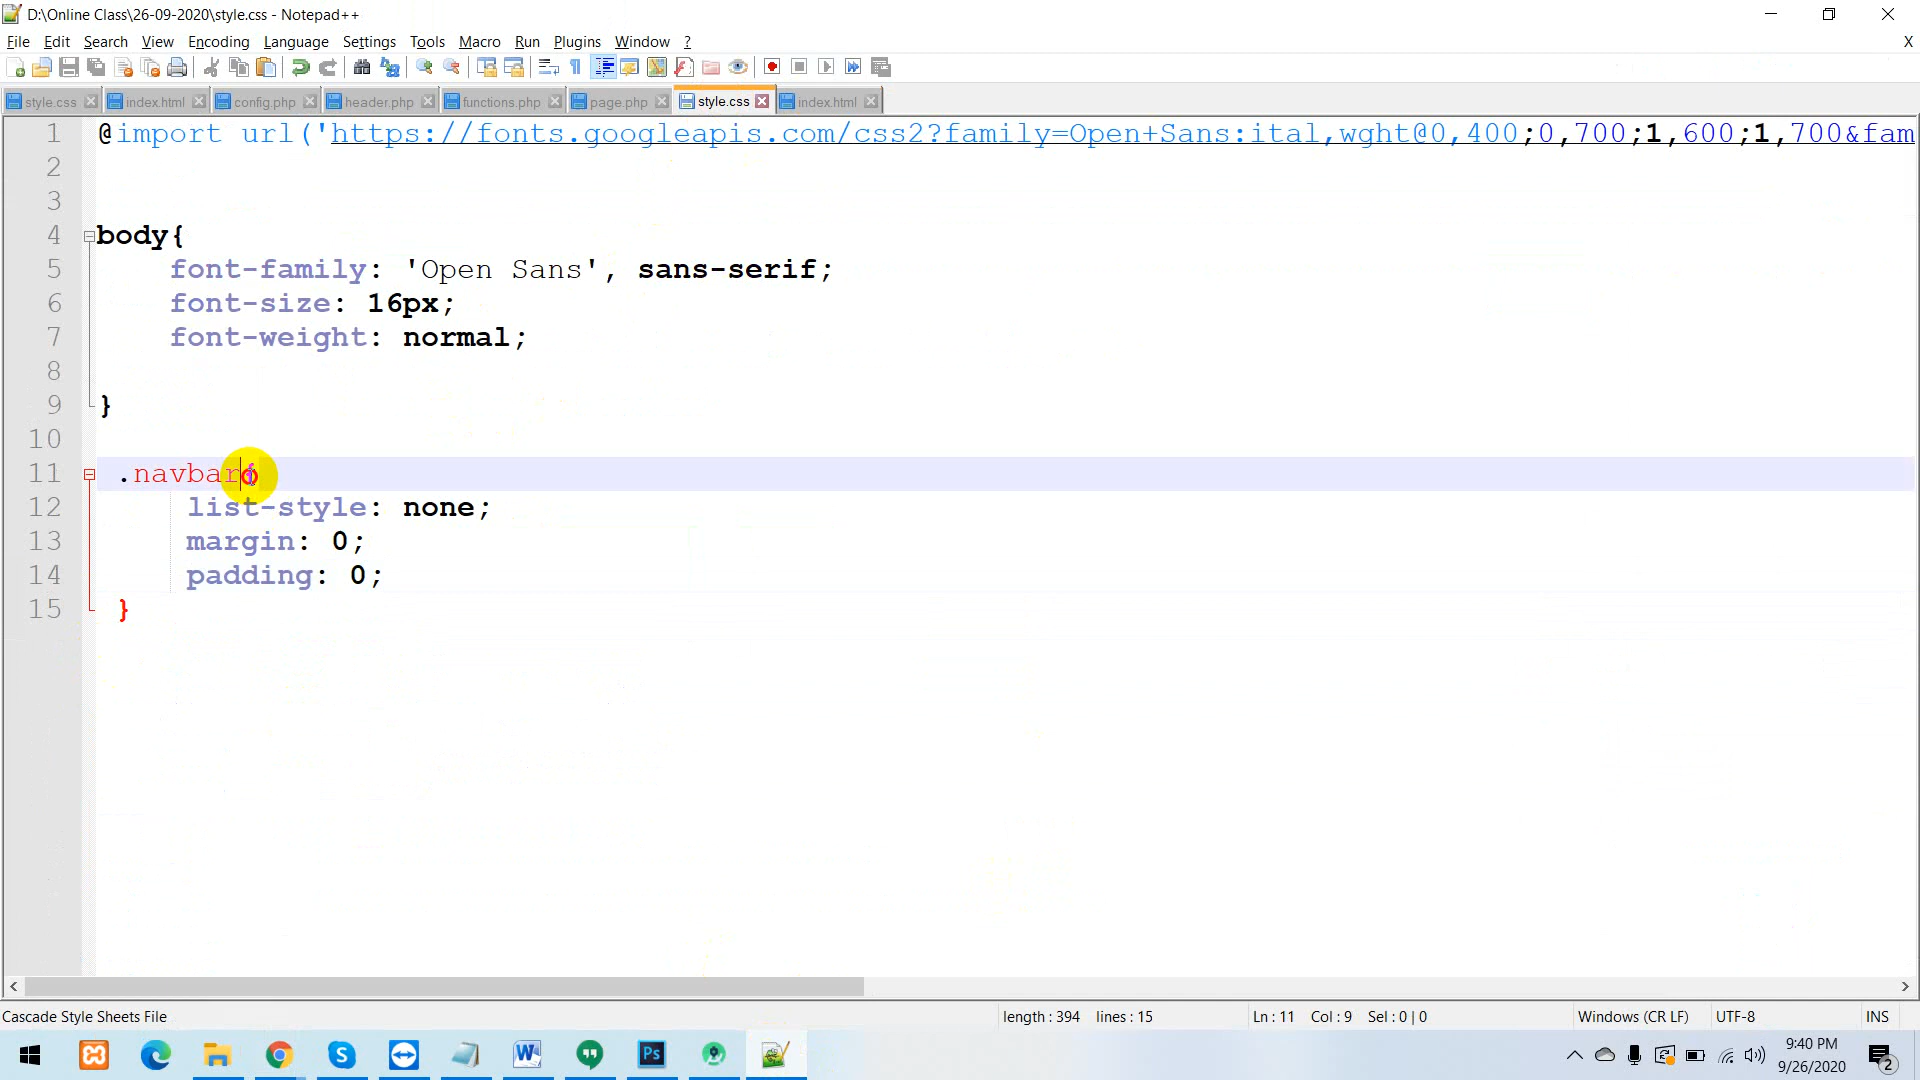 D:\Online Class\26-09-2020\style.css - Notepad++
File Edit Search View Encoding Language Settings Tools Macro Run Plugins Window ? X
style.css index.html config.php header.php functions.php page.php style.css index.html
1 @import url('https://fonts.googleapis.com/css2?family=Open+Sans:ital,wght@0,400;0,700;1,600;1,700&fam
2
3
4 body{
5 font-family: 'Open Sans', sans-serif;
6 font-size: 16px;
7 font-weight: normal;
8
9 }
10
11 .navbar{
12 list-style: none;
13 margin: 0;
14 padding: 0;
15 }
Cascade Style Sheets File length : 394 lines : 15 Ln : 11 Col : 9 Sel : 0 | 0 Windows (CR LF) UTF-8 INS
9:40 PM
9/26/2020
2